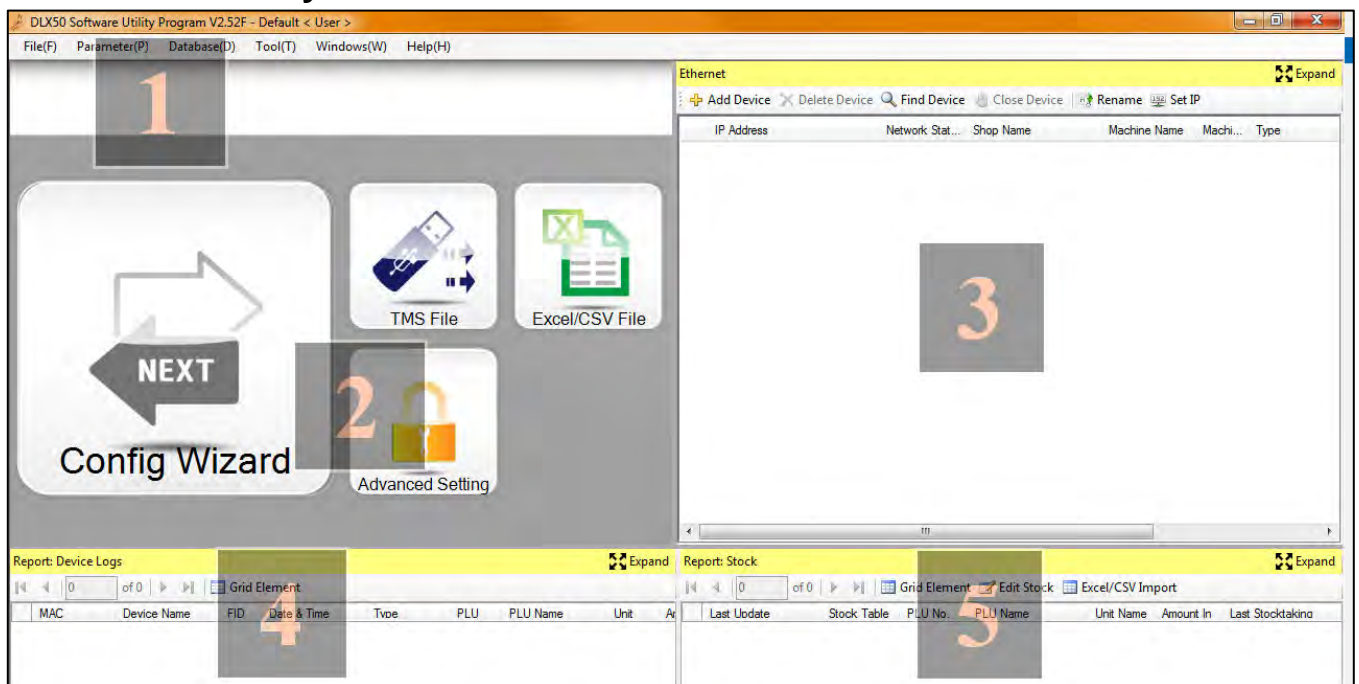 DLX50 Software Utility Program V2.52F - Default < User >
File(F) Parameter(P) Database(D) Tool(T) Windows(W) Help(H)
1
Ethernet
Expand
Add Device Delete Device Find Device Close Device Rename Set IP
IP Address Network Stat... Shop Name Machine Name Machi... Type
3
TMS File
Excel/CSV File
NEXT
Config Wizard
2
Advanced Setting
Report: Device Logs
Expand
0 of 0 Grid Element
MAC Device Name FID Date & Time Type PLU PLU Name Unit
4
Report: Stock
Expand
0 of 0 Grid Element Edit Stock Excel/CSV Import
Last Update Stock Table PLU No. PLU Name Unit Name Amount In Last Stocktaking
5